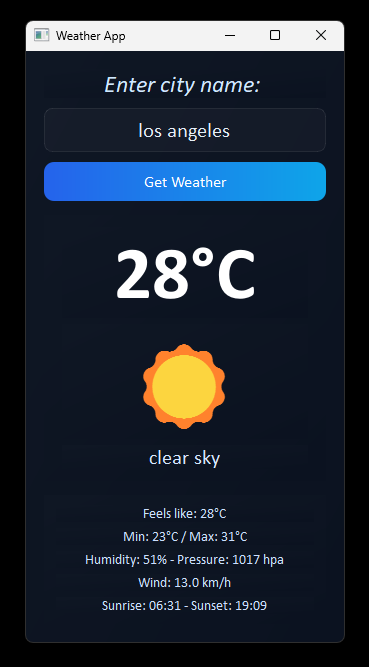 Weather App
Enter city name:
los angeles
Get Weather
28°C
clear sky
Feels like: 28°C
Min: 23°C / Max: 31°C
Humidity: 51% - Pressure: 1017 hpa
Wind: 13.0 km/h
Sunrise: 06:31 - Sunset: 19:09